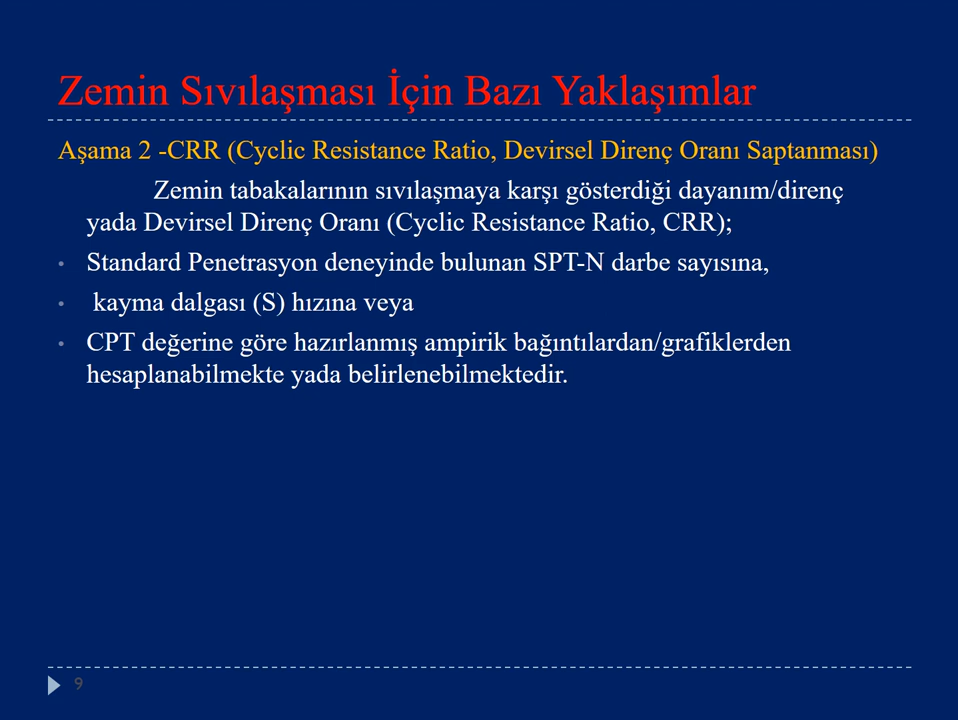 Zemin Sıvılaşması İçin Bazı Yaklaşımlar
Aşama 2 -CRR (Cyclic Resistance Ratio, Devirsel Direnç Oranı Saptanması)
Zemin tabakalarının sıvılaşmaya karşı gösterdiği dayanım/direnç
yada Devirsel Direnç Oranı (Cyclic Resistance Ratio, CRR);
• Standard Penetrasyon deneyinde bulunan SPT-N darbe sayısına,
• kayma dalgası (S) hızına veya
• CPT değerine göre hazırlanmış ampirik bağıntılardan/grafiklerden
hesaplanabilmekte yada belirlenebilmektedir.
9